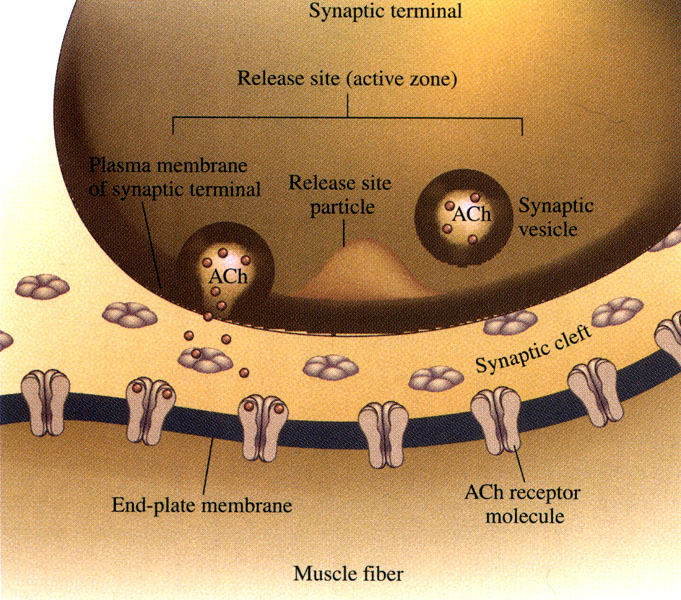 Synaptic terminal
Release site (active zone)
Plasma membrane
of synaptic terminal
Release site
particle
ACh
Synaptic
vesicle
ACh
Synaptic cleft
End-plate membrane
ACh receptor
molecule
Muscle fiber